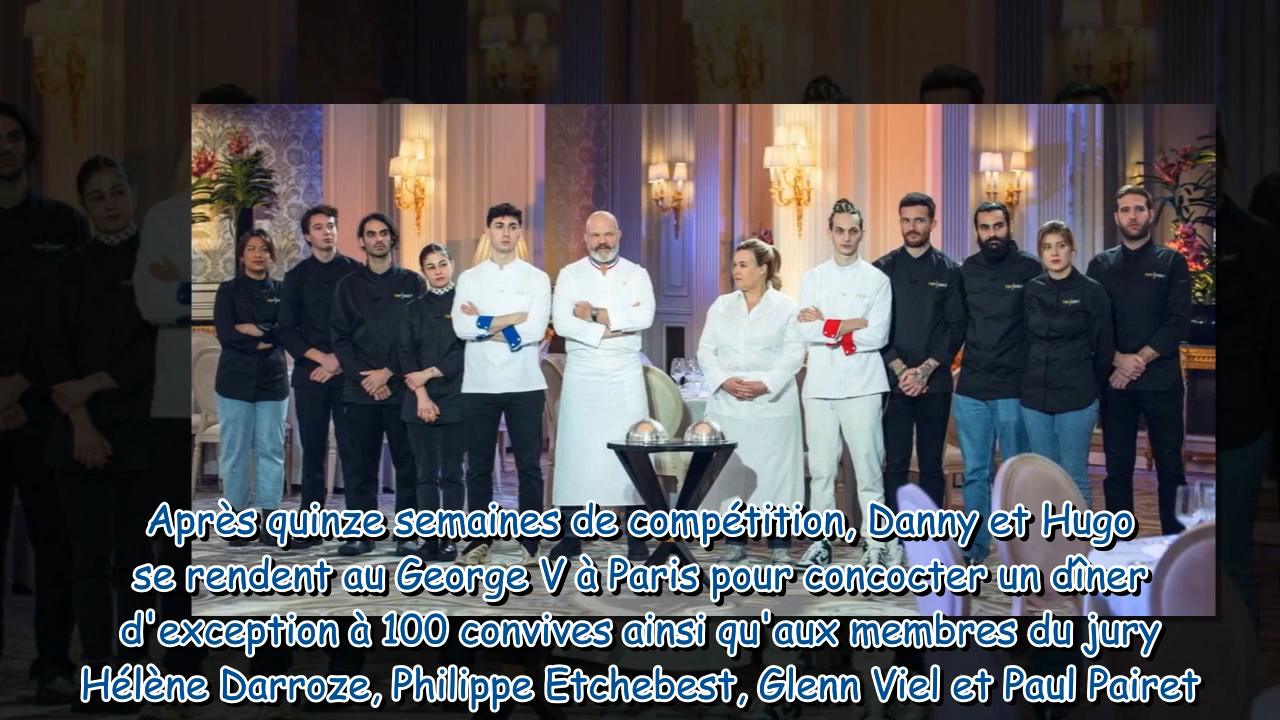 Après quinze semaines de compétition, Danny et Hugo
se rendent au George V à Paris pour concocter un dîner
d'exception à 100 convives ainsi qu'aux membres du jury
Hélène Darroze, Philippe Etchebest, Glenn Viel et Paul Pairet